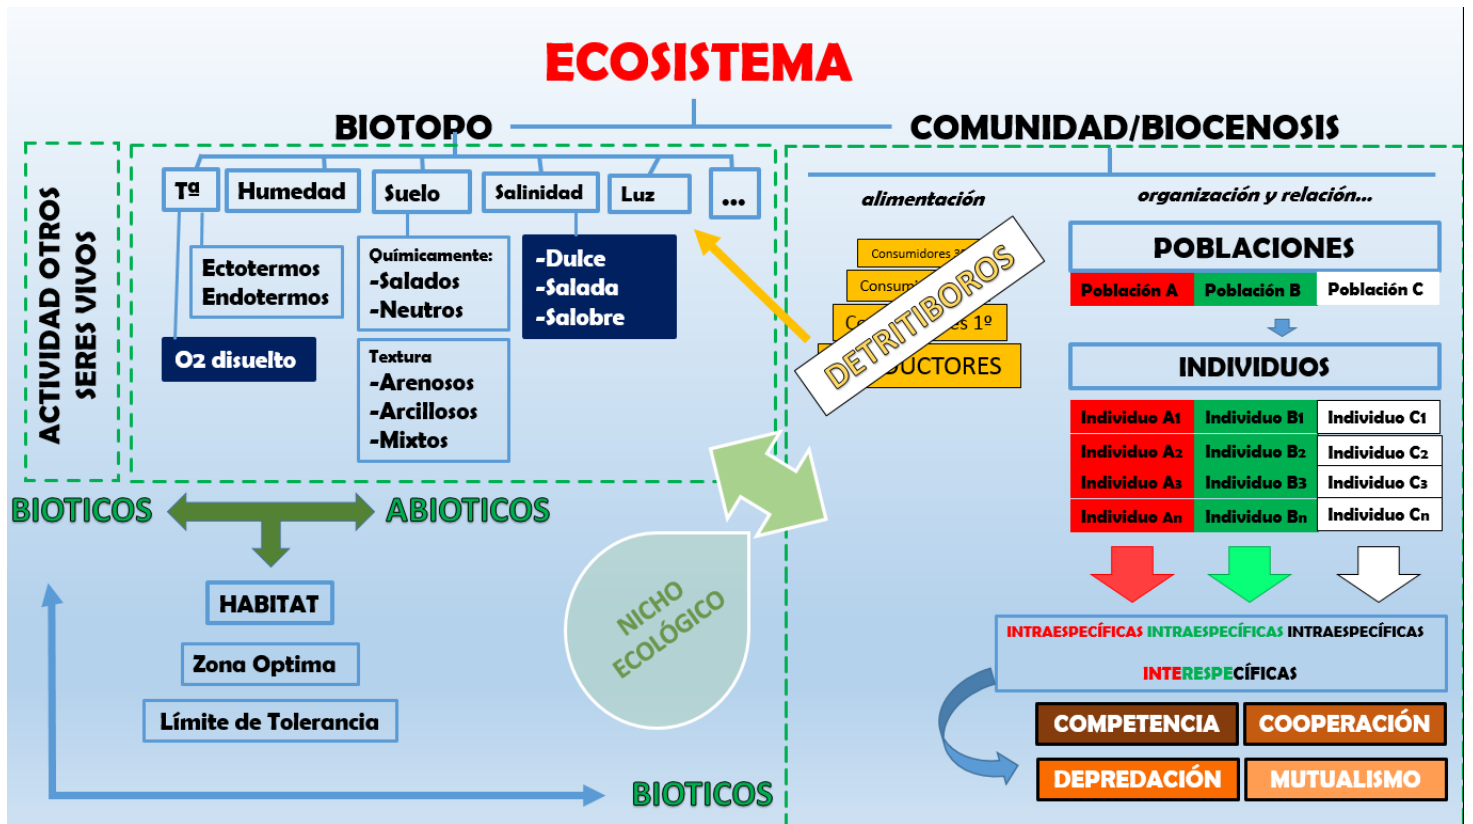 ECOSISTEMA
BIOTOPO
COMUNIDAD/BIOCENOSIS
ACTIVIDAD OTROS
SERES VIVOS
Tª
Humedad
Suelo
Salinidad
Luz
...
Ectotermos
Endotermos
O2 disuelto
Químicamente:
-Salados
-Neutros
Textura
-Arenosos
-Arcillosos
-Mixtos
-Dulce
-Salada
-Salobre
BIOTICOS
ABIOTICOS
HABITAT
Zona Optima
Límite de Tolerancia
BIOTICOS
NICHO
ECOLÓGICO
alimentación
Consumidores
1º
DETRITIBOROS
organización y relación...
POBLACIONES
Población A Población B Población C
INDIVIDUOS
Individuo A1 Individuo B1 Individuo C1
Individuo A2 Individuo B2 Individuo C2
Individuo A3 Individuo B3 Individuo C3
Individuo An Individuo Bn Individuo Cn
INTRAESPECÍFICAS INTRAESPECÍFICAS INTRAESPECÍFICAS
INTERESPECÍFICAS
COMPETENCIA COOPERACIÓN
DEPREDACIÓN MUTUALISMO